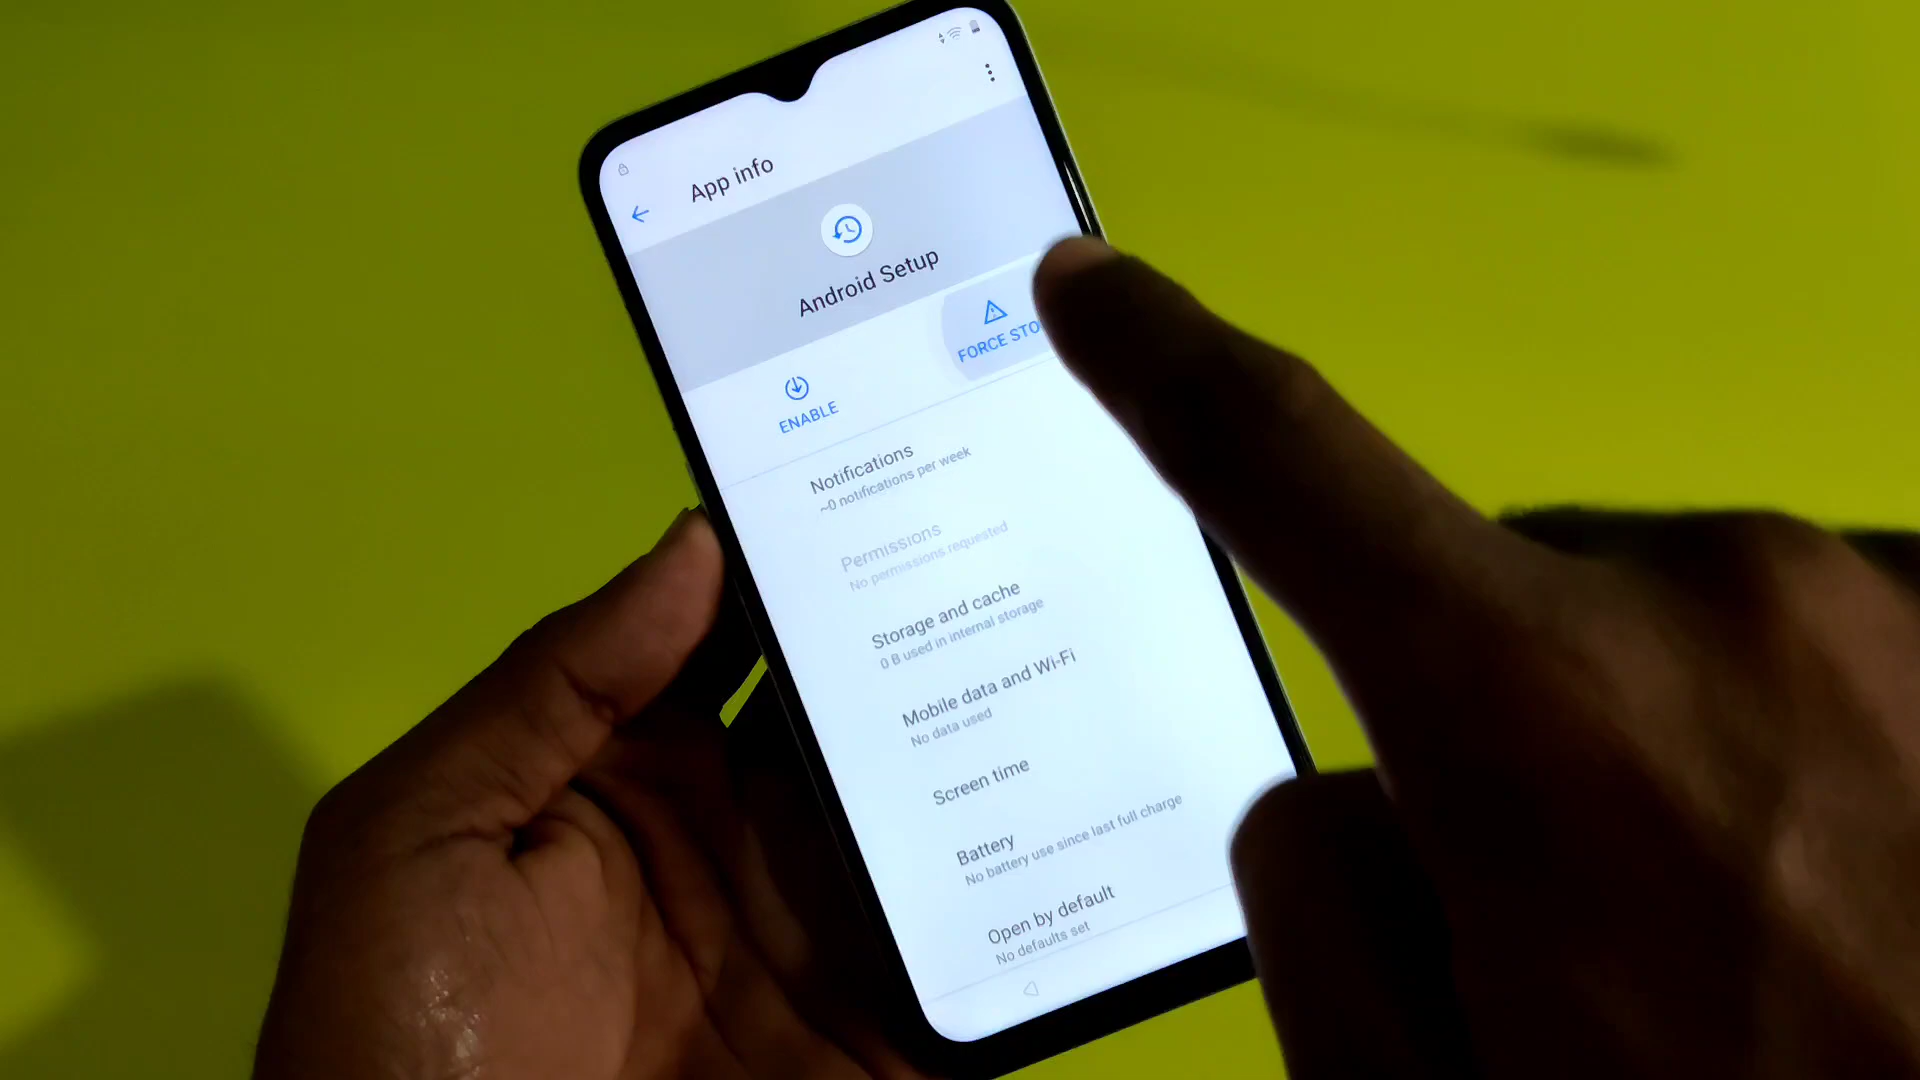 App info
Android Setup
ENABLE
FORCE STO
Notifications
~0 notifications per week
Permissions
No permissions requested
Storage and cache
0 B used in internal storage
Mobile data and Wi-Fi
No data used
Screen time
Battery
No battery use since last full charge
Open by default
No defaults set